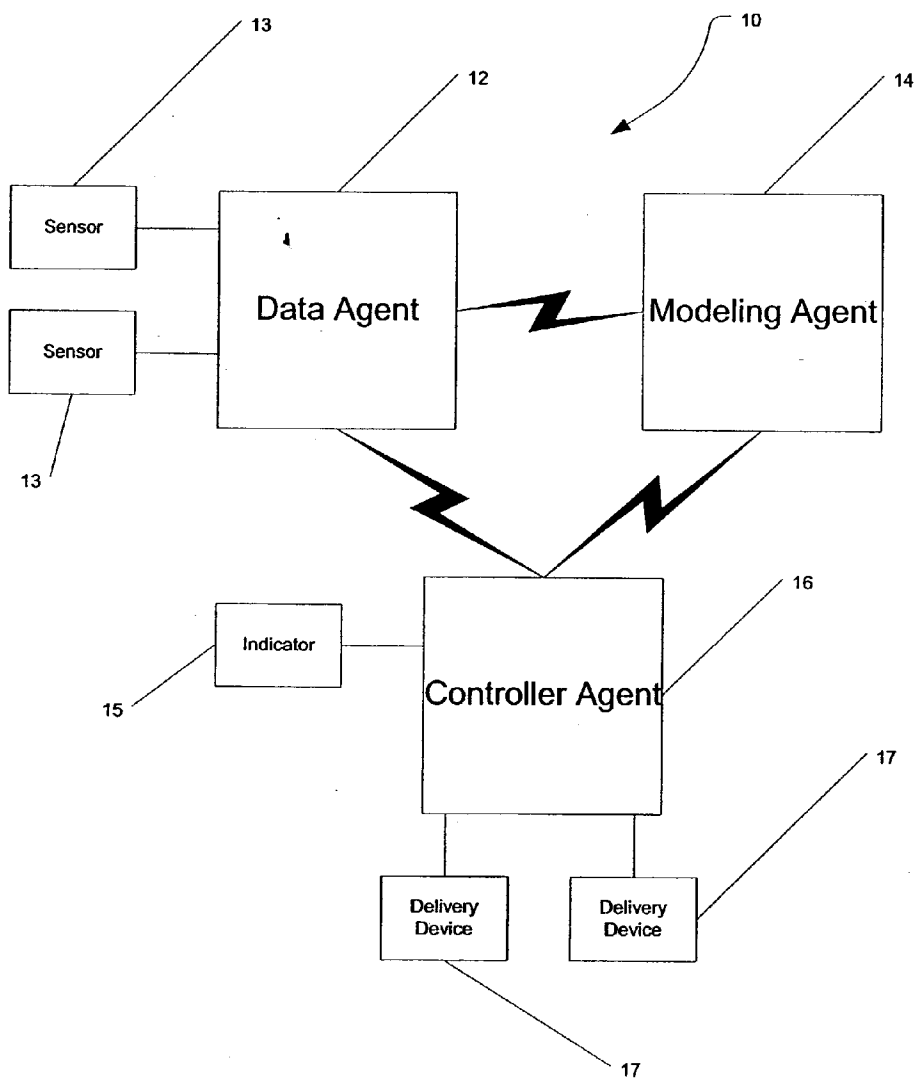 13
10
12
14
Sensor
Data Agent
Modeling Agent
Sensor
13
16
Indicator
Controller Agent
15
17
Delivery
Device
Delivery
Device
17